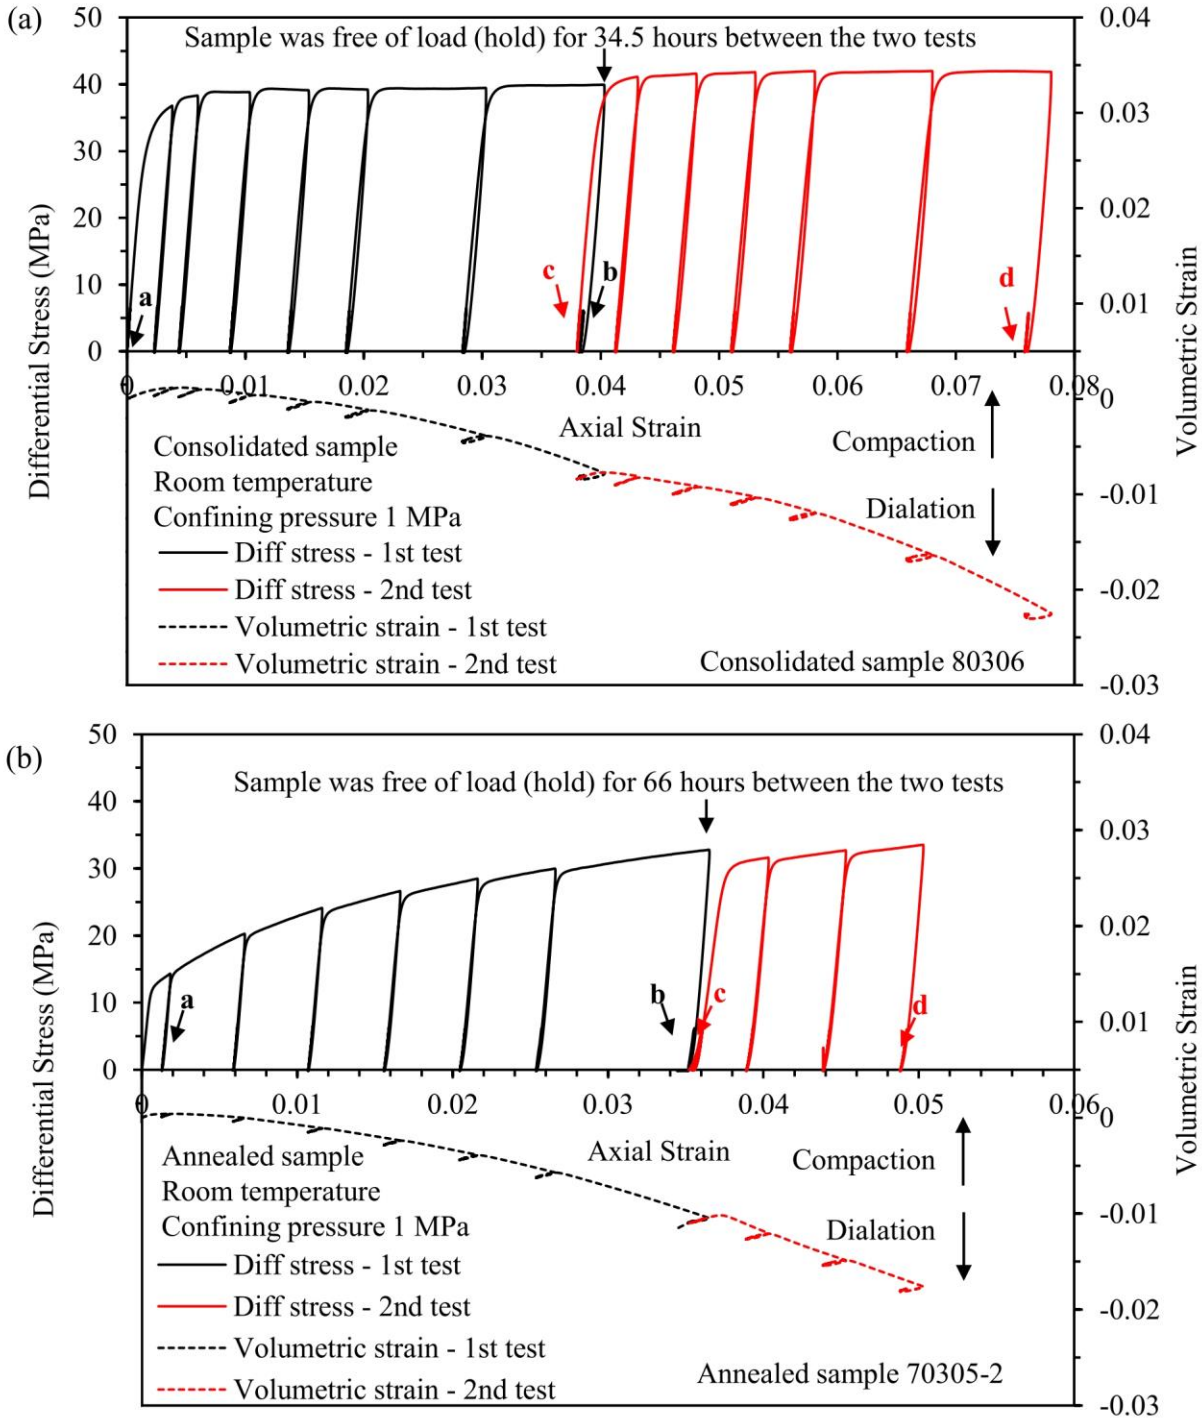 (a)
50
40
30
20
10
0
Differential Stress (MPa)
0.04
0.03
0.02
0.01
0
-0.01
-0.02
-0.03
Volumetric Strain
Sample was free of load (hold) for 34.5 hours between the two tests
a
c
b
d
0
0.01
0.02
0.03
0.04
0.05
0.06
0.07
0.08
Axial Strain
Compaction
Dialation
Consolidated sample
Room temperature
Confining pressure 1 MPa
Diff stress - 1st test
Diff stress - 2nd test
Volumetric strain - 1st test
Volumetric strain - 2nd test
Consolidated sample 80306
(b)
50
40
30
20
10
0
Differential Stress (MPa)
0.04
0.03
0.02
0.01
0
-0.01
-0.02
-0.03
Volumetric Strain
Sample was free of load (hold) for 66 hours between the two tests
a
b
c
d
0
0.01
0.02
0.03
0.04
0.05
0.06
Axial Strain
Compaction
Dialation
Annealed sample
Room temperature
Confining pressure 1 MPa
Diff stress - 1st test
Diff stress - 2nd test
Volumetric strain - 1st test
Volumetric strain - 2nd test
Annealed sample 70305-2